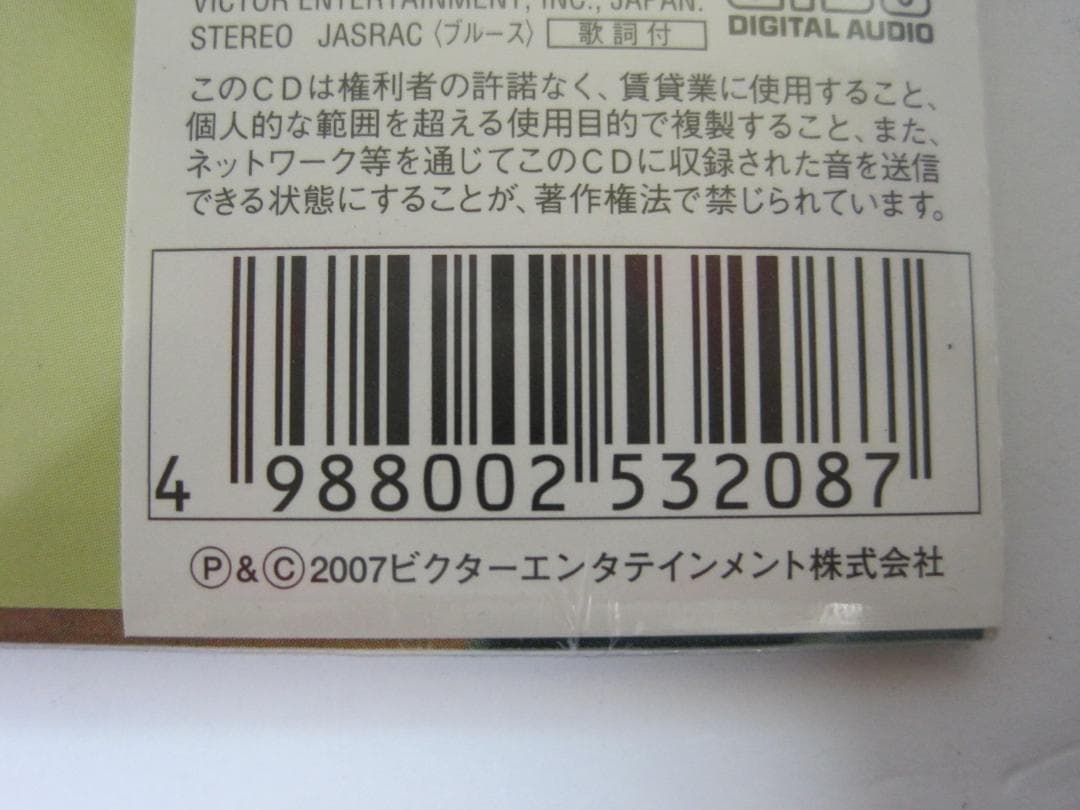 VICTOR ENTERTAINMENT, INC., JAPAN.
STEREO JASRAC〈ブルース〉 歌詞付
DIGITAL AUDIO
このCDは権利者の許諾なく、賃貸業に使用すること、
個人的な範囲を超える使用目的で複製すること、また、
ネットワーク等を通じてこのCDに収録された音を送信
できる状態にすることが、著作権法で禁じられています。
4 988002 532087
Ⓟ&Ⓒ2007ビクターエンタテインメント株式会社